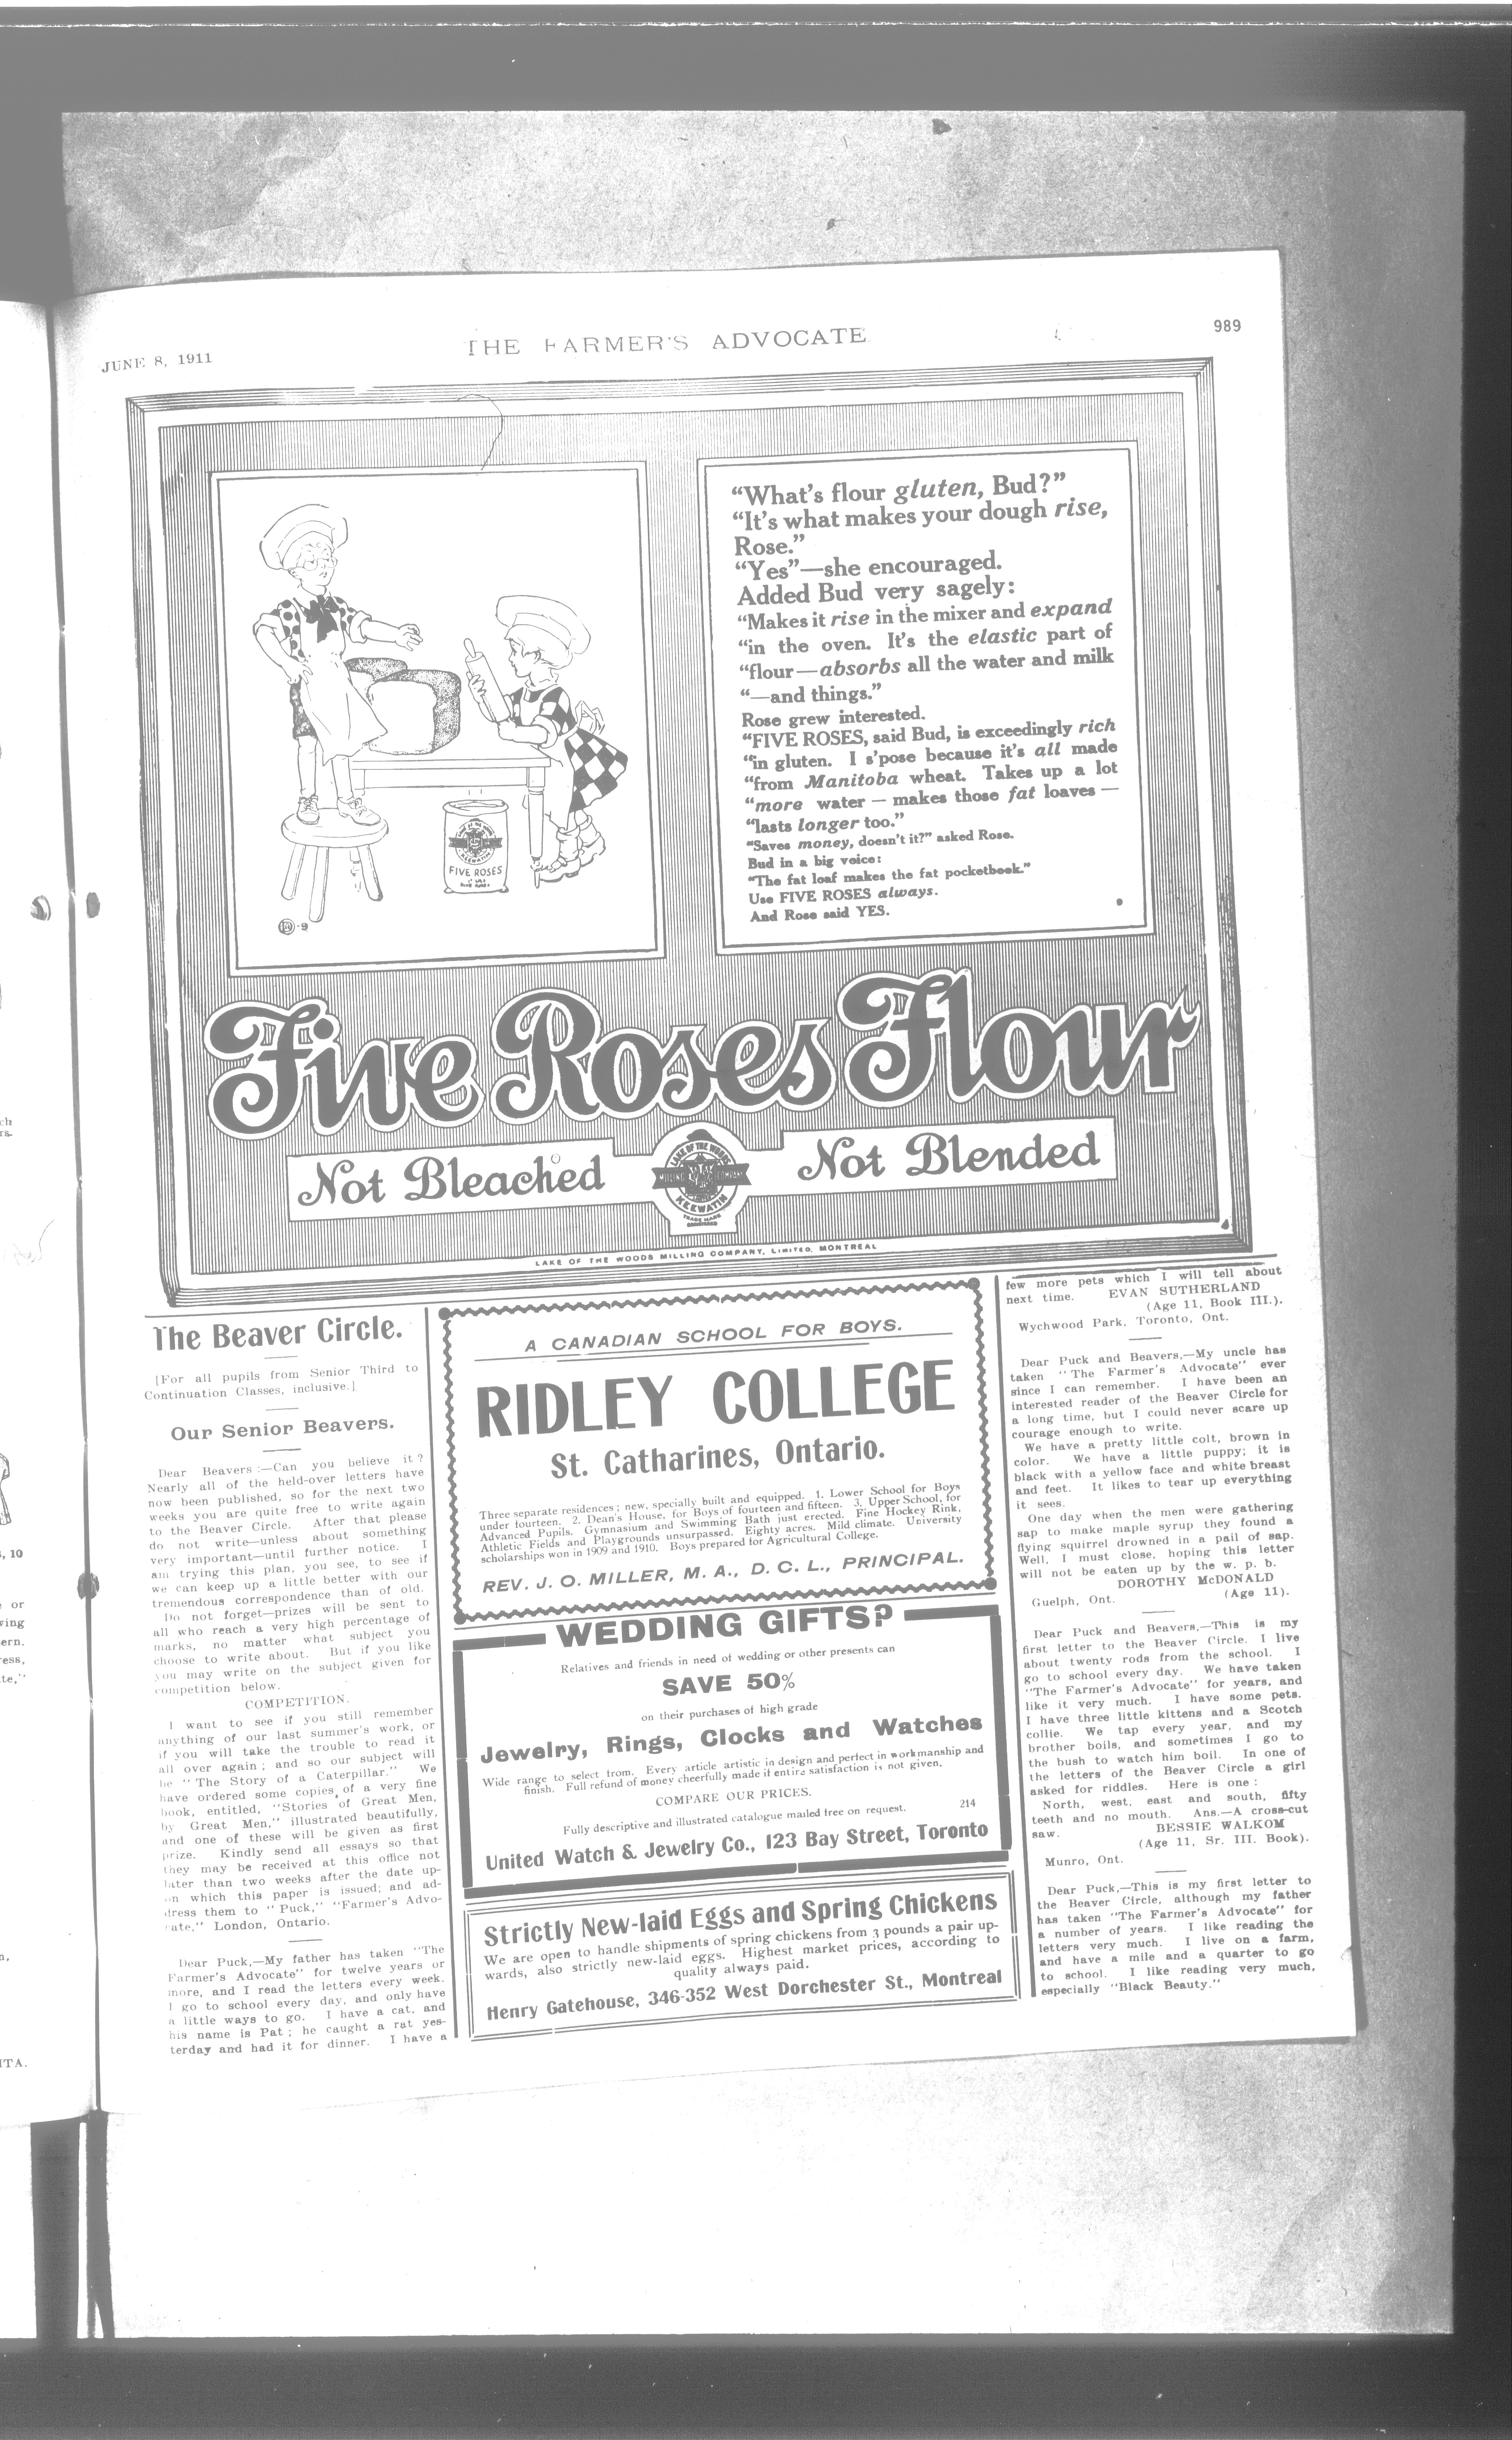 JUNE 8, 1911
THE FARMER'S ADVOCATE
989
"What's flour gluten, Bud?"
"It's what makes your dough rise,
Rose."
"Yes"—she encouraged.
Added Bud very sagely:
"Makes it rise in the mixer and expand
"in the oven. It's the elastic part of
"flour—absorbs all the water and milk
"—and things."
Rose grew interested.
"FIVE ROSES, said Bud, is exceedingly rich
"in gluten. I s'pose because it's all made
"from Manitoba wheat. Takes up a lot
"more water — makes those fat loaves —
"lasts longer too."
"Saves money, doesn't it?" asked Rose.
Bud in a big voice:
"The fat loaf makes the fat pocketbook."
Use FIVE ROSES always.
And Rose said YES.
FIVE ROSES
Five Roses Flour
Not Bleached
LAKE OF THE WOODS
MILLING COMPANY
KEEWATIN
TRADE MARK
REGISTERED
Not Blended
LAKE OF THE WOODS MILLING COMPANY, LIMITED, MONTREAL
The Beaver Circle.
[For all pupils from Senior Third to
Continuation Classes, inclusive.]
Our Senior Beavers.
Dear Beavers :—Can you believe it ?
Nearly all of the held-over letters have
now been published, so for the next two
weeks you are quite free to write again
to the Beaver Circle. After that please
do not write—unless about something
very important—until further notice. I
am trying this plan, you see, to see if
we can keep up a little better with our
tremendous correspondence than of old.
Do not forget—prizes will be sent to
all who reach a very high percentage of
marks, no matter what subject you
choose to write about. But if you like
you may write on the subject given for
competition below.
COMPETITION.
I want to see if you still remember
anything of our last summer's work, or
if you will take the trouble to read it
all over again ; and so our subject will
be "The Story of a Caterpillar." We
have ordered some copies of a very fine
book, entitled, "Stories of Great Men,
by Great Men," illustrated beautifully,
and one of these will be given as first
prize. Kindly send all essays so that
they may be received at this office not
later than two weeks after the date up-
on which this paper is issued; and ad-
dress them to "Puck," "Farmer's Advo-
cate," London, Ontario.
Dear Puck,—My father has taken "The
Farmer's Advocate" for twelve years or
more, and I read the letters every week.
I go to school every day, and only have
a little ways to go. I have a cat, and
his name is Pat ; he caught a rat yes-
terday and had it for dinner. I have a
A CANADIAN SCHOOL FOR BOYS.
RIDLEY COLLEGE
St. Catharines, Ontario.
Three separate residences ; new, specially built and equipped. 1. Lower School for Boys
under fourteen. 2. Dean's House, for Boys of fourteen and fifteen. 3. Upper School, for
Advanced Pupils. Gymnasium and Swimming Bath just erected. Fine Hockey Rink,
Athletic Fields and Playgrounds unsurpassed. Eighty acres. Mild climate. University
scholarships won in 1909 and 1910. Boys prepared for Agricultural College.
REV. J. O. MILLER, M. A., D. C. L., PRINCIPAL.
WEDDING GIFTS?
Relatives and friends in need of wedding or other presents can
SAVE 50%
on their purchases of high grade
Jewelry, Rings, Clocks and Watches
Wide range to select from. Every article artistic in design and perfect in workmanship and
finish. Full refund of money cheerfully made if entire satisfaction is not given.
COMPARE OUR PRICES.
Fully descriptive and illustrated catalogue mailed free on request. 214
United Watch & Jewelry Co., 123 Bay Street, Toronto
Strictly New-laid Eggs and Spring Chickens
We are open to handle shipments of spring chickens from 3 pounds a pair up-
wards, also strictly new-laid eggs. Highest market prices, according to
quality always paid.
Henry Gatehouse, 346-352 West Dorchester St., Montreal
few more pets which I will tell about
next time. EVAN SUTHERLAND
(Age 11, Book III.).
Wychwood Park, Toronto, Ont.
Dear Puck and Beavers,—My uncle has
taken "The Farmer's Advocate" ever
since I can remember. I have been an
interested reader of the Beaver Circle for
a long time, but I could never scare up
courage enough to write.
We have a pretty little colt, brown in
color. We have a little puppy; it is
black with a yellow face and white breast
and feet. It likes to tear up everything
it sees.
One day when the men were gathering
sap to make maple syrup they found a
flying squirrel drowned in a pail of sap.
Well, I must close, hoping this letter
will not be eaten up by the w. p. b.
DOROTHY McDONALD
Guelph, Ont. (Age 11).
Dear Puck and Beavers,—This is my
first letter to the Beaver Circle. I live
about twenty rods from the school. I
go to school every day. We have taken
"The Farmer's Advocate" for years, and
like it very much. I have some pets.
I have three little kittens and a Scotch
collie. We tap every year, and my
brother boils, and sometimes I go to
the bush to watch him boil. In one of
the letters of the Beaver Circle a girl
asked for riddles. Here is one :
North, west, east and south, fifty
teeth and no mouth. Ans.—A cross-cut
saw. BESSIE WALKOM
(Age 11, Sr. III. Book).
Munro, Ont.
Dear Puck,—This is my first letter to
the Beaver Circle, although my father
has taken "The Farmer's Advocate" for
a number of years. I like reading the
letters very much. I live on a farm,
and have a mile and a quarter to go
to school. I like reading very much,
especially "Black Beauty."